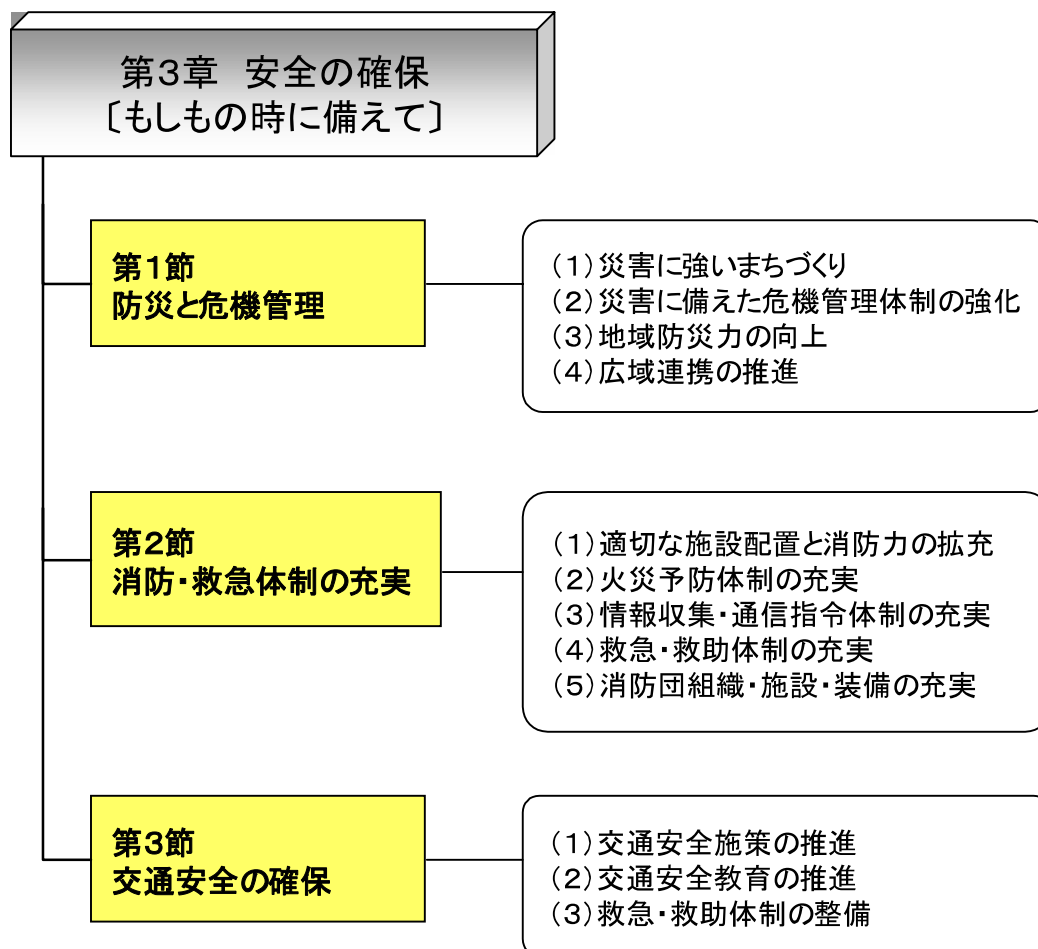 第３章　安全の確保
〔もしもの時に備えて〕
第１節
防災と危機管理
（１）災害に強いまちづくり
（２）災害に備えた危機管理体制の強化
（３）地域防災力の向上
（４）広域連携の推進
第２節
消防・救急体制の充実
（１）適切な施設配置と消防力の拡充
（２）火災予防体制の充実
（３）情報収集・通信指令体制の充実
（４）救急・救助体制の充実
（５）消防団組織・施設・装備の充実
第３節
交通安全の確保
（１）交通安全施策の推進
（２）交通安全教育の推進
（３）救急・救助体制の整備